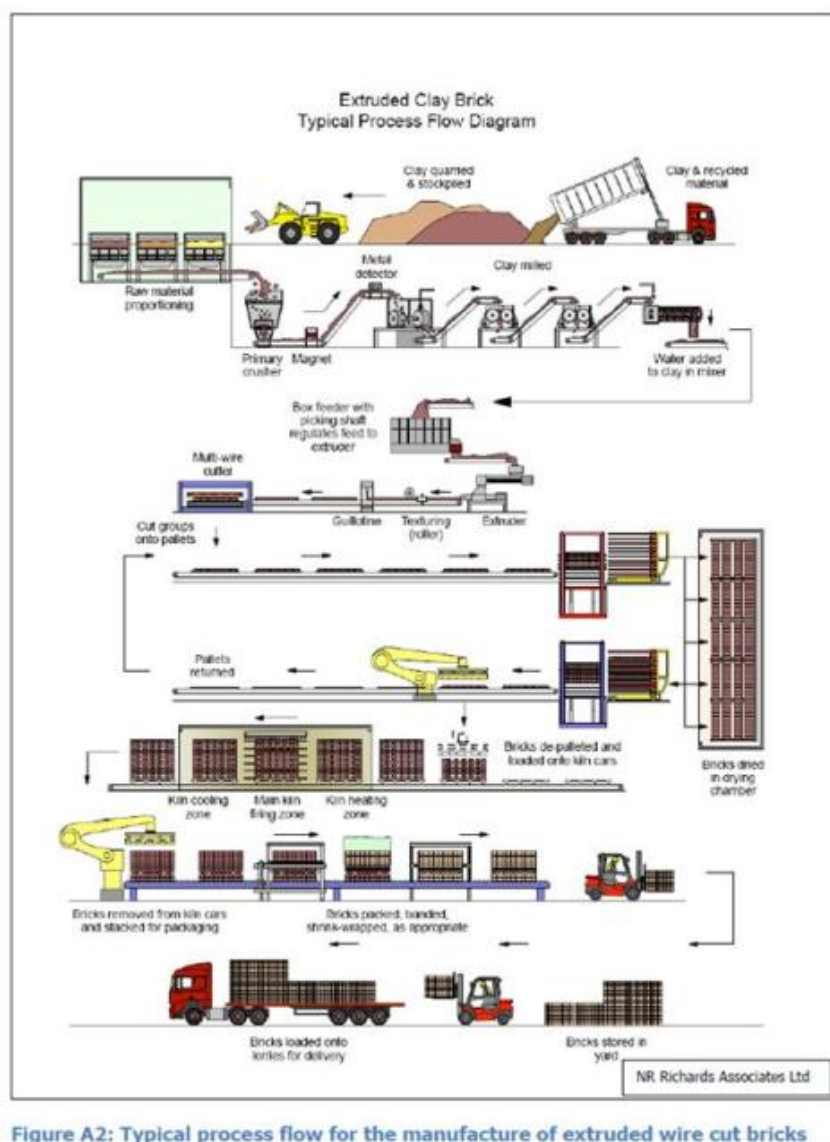 Extruded Clay Brick
Typical Process Flow Diagram
Clay quarried
& stockpiled
Clay & recycled
material
Metal
detector
Clay milled
Raw material
proportioning
Primary
crusher
Magnet
Water added
to clay in mixer
Box feeder with
picking shaft
regulates feed to
extruder
Multi-wire
cutter
Guillotine
Texturing
(roller)
Extruder
Cut groups
onto pallets
Pallets
returned
Bricks de-palleted and
loaded onto kiln cars
Bricks dried
in drying
chamber
Kiln cooling
zone
Main kiln
firing zone
Kiln heating
zone
Bricks removed from kiln cars
and stacked for packaging
Bricks packed, banded,
shrink-wrapped, as appropriate
Bricks loaded onto
lorries for delivery
Bricks stored in
yard
NR Richards Associates Ltd
Figure A2: Typical process flow for the manufacture of extruded wire cut bricks